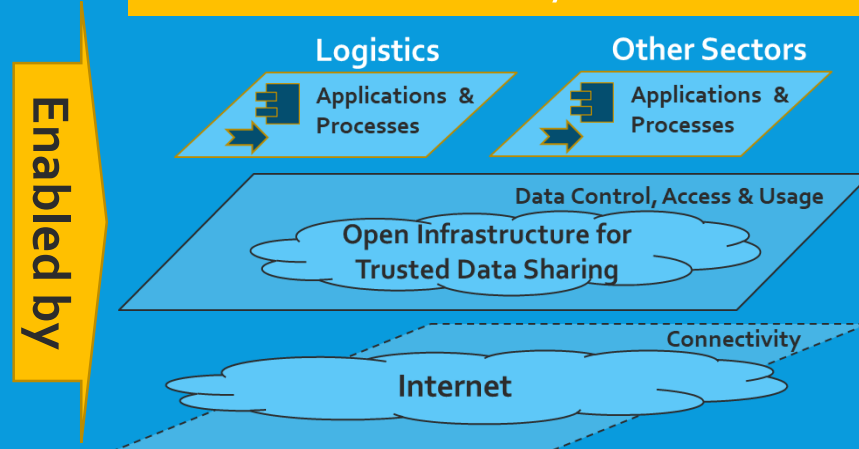 Logistics
Other Sectors
Applications &
Processes
Applications &
Processes
Enabled by
Data Control, Access & Usage
Open Infrastructure for
Trusted Data Sharing
Connectivity
Internet